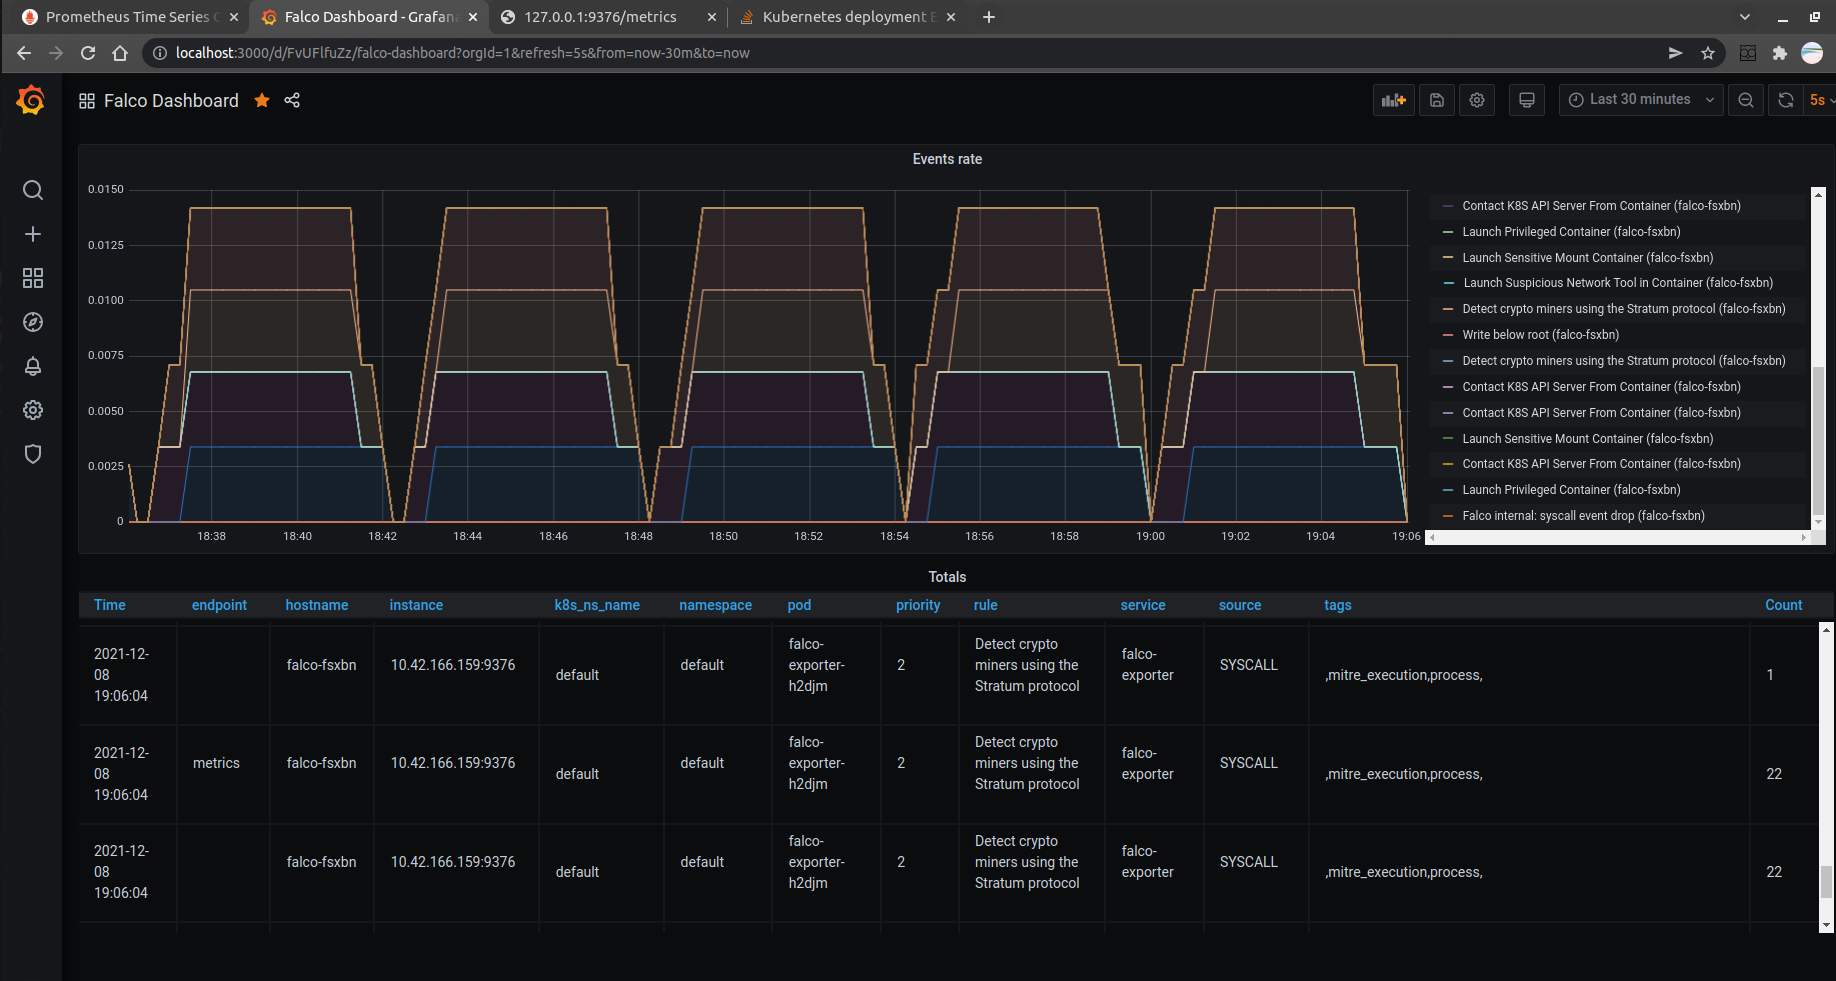 Prometheus Time Series
Falco Dashboard - Grafana
127.0.0.1:9376/metrics
Kubernetes deployment
localhost:3000/d/FvUFlfuZz/falco-dashboard?orgId=1&refresh=5s&from=now-30m&to=now
Falco Dashboard
Last 30 minutes
5s
Events rate
0.0150
0.0125
0.0100
0.0075
0.0050
0.0025
0
18:38 18:40 18:42 18:44 18:46 18:48 18:50 18:52 18:54 18:56 18:58 19:00 19:02 19:04 19:06
Contact K8S API Server From Container (falco-fsxbn)
Launch Privileged Container (falco-fsxbn)
Launch Sensitive Mount Container (falco-fsxbn)
Launch Suspicious Network Tool in Container (falco-fsxbn)
Detect crypto miners using the Stratum protocol (falco-fsxbn)
Write below root (falco-fsxbn)
Detect crypto miners using the Stratum protocol (falco-fsxbn)
Contact K8S API Server From Container (falco-fsxbn)
Contact K8S API Server From Container (falco-fsxbn)
Launch Sensitive Mount Container (falco-fsxbn)
Contact K8S API Server From Container (falco-fsxbn)
Launch Privileged Container (falco-fsxbn)
Falco internal: syscall event drop (falco-fsxbn)
Totals
Time endpoint hostname instance k8s_ns_name namespace pod priority rule service source tags Count
2021-12-
08
19:06:04
falco-fsxbn
10.42.166.159:9376
default
default
falco-
exporter-
h2djm
2
Detect crypto
miners using the
Stratum protocol
falco-
exporter
SYSCALL
,mitre_execution,process,
1
2021-12-
08
19:06:04
metrics
falco-fsxbn
10.42.166.159:9376
default
default
falco-
exporter-
h2djm
2
Detect crypto
miners using the
Stratum protocol
falco-
exporter
SYSCALL
,mitre_execution,process,
22
2021-12-
08
19:06:04
falco-fsxbn
10.42.166.159:9376
default
default
falco-
exporter-
h2djm
2
Detect crypto
miners using the
Stratum protocol
falco-
exporter
SYSCALL
,mitre_execution,process,
22